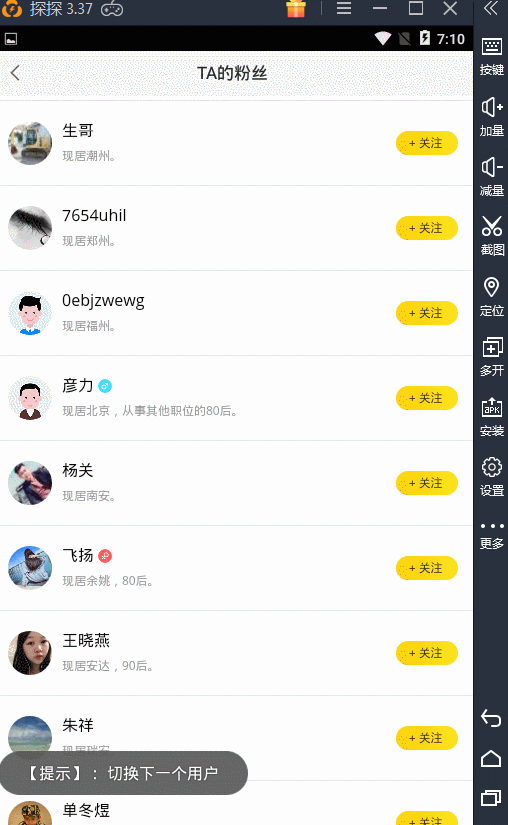 探探 3.37
7:10
TA的粉丝
生哥
现居潮州。
+ 关注
7654uhil
现居郑州。
+ 关注
0ebjzwewg
现居福州。
+ 关注
彦力
现居北京，从事其他职位的80后。
+ 关注
杨关
现居南安。
+ 关注
飞扬
现居余姚，80后。
+ 关注
王晓燕
现居安达，90后。
+ 关注
朱祥
现居瑞安
+ 关注
【提示】：切换下一个用户
单冬煜
+ 关注
按键
加量
减量
截图
定位
多开
APK
安装
设置
更多